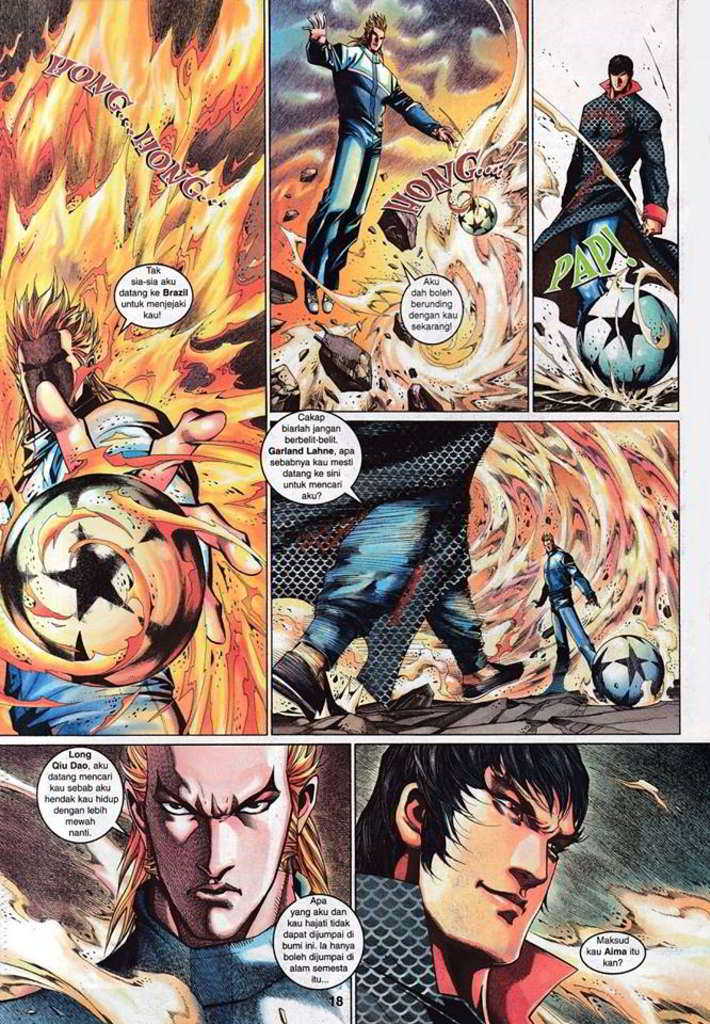 HONG... HONG...
Tak
sia-sia aku
datang ke Brazil
untuk menjejaki
kau!
HONG...
Aku
dah boleh
berunding
dengan kau
sekarang!
PAP!
Cakap
biarlah jangan
berbelit-belit.
Garland Lahne, apa
sebabnya kau mesti
datang ke sini
untuk mencari
aku?
Long
Qiu Dao, aku
datang mencari
kau sebab aku
hendak kau hidup
dengan lebih
mewah
nanti.
Apa
yang aku dan
kau hajati tidak
dapat dijumpai di
bumi ini. Ia hanya
boleh dijumpai di
alam semesta
itu...
Maksud
kau Aima itu
kan?
18